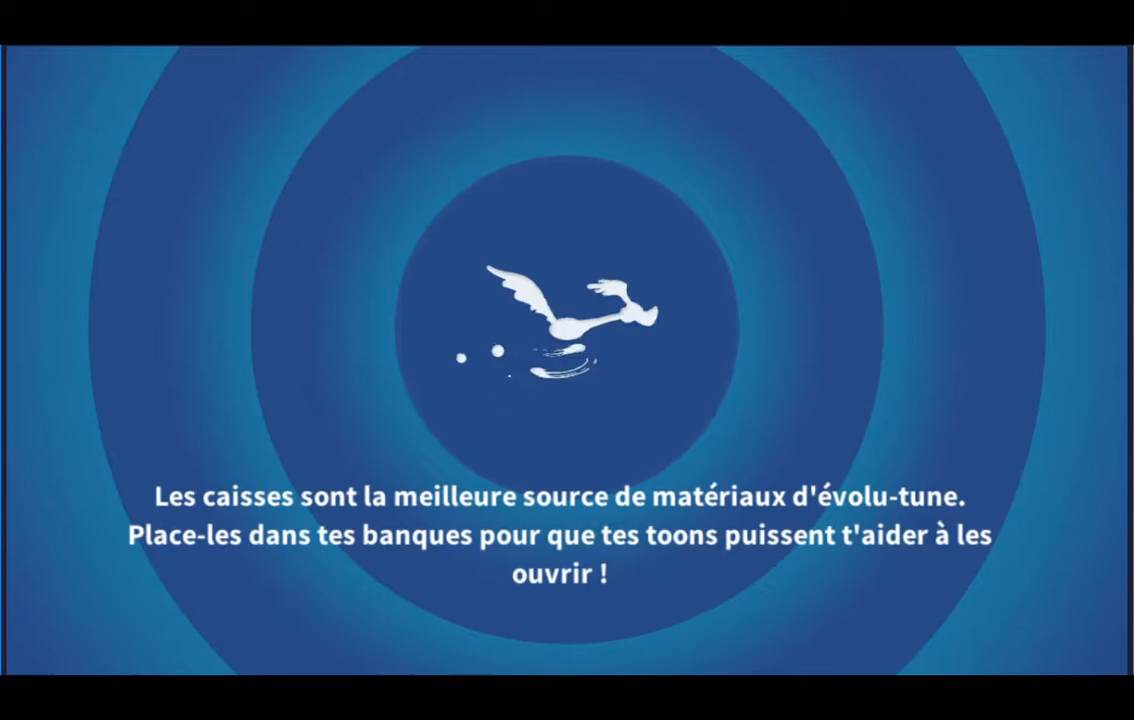 Les caisses sont la meilleure source de matériaux d'évolu-tune.
Place-les dans tes banques pour que tes toons puissent t'aider à les
ouvrir !